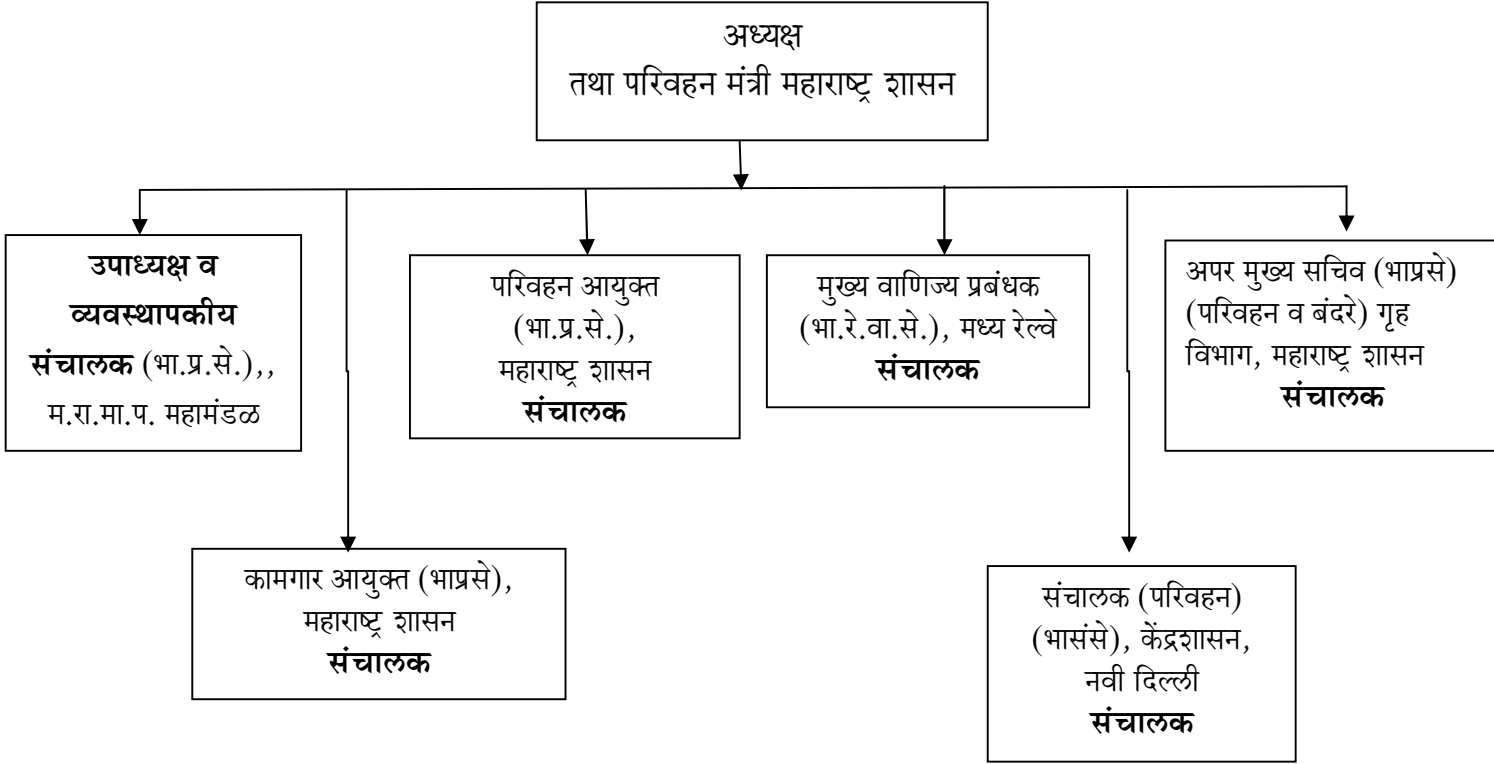 अध्यक्ष
तथा परिवहन मंत्री महाराष्ट्र शासन
उपाध्यक्ष व
व्यवस्थापकीय
संचालक (भा.प्र.से.),,
म.रा.मा.प. महामंडळ
परिवहन आयुक्त
(भा.प्र.से.),
महाराष्ट्र शासन
संचालक
मुख्य वाणिज्य प्रबंधक
(भा.रे.वा.से.), मध्य रेल्वे
संचालक
अपर मुख्य सचिव (भाप्रसे)
(परिवहन व बंदरे) गृह
विभाग, महाराष्ट्र शासन
संचालक
कामगार आयुक्त (भाप्रसे),
महाराष्ट्र शासन
संचालक
संचालक (परिवहन)
(भासंसे), केंद्रशासन,
नवी दिल्ली
संचालक